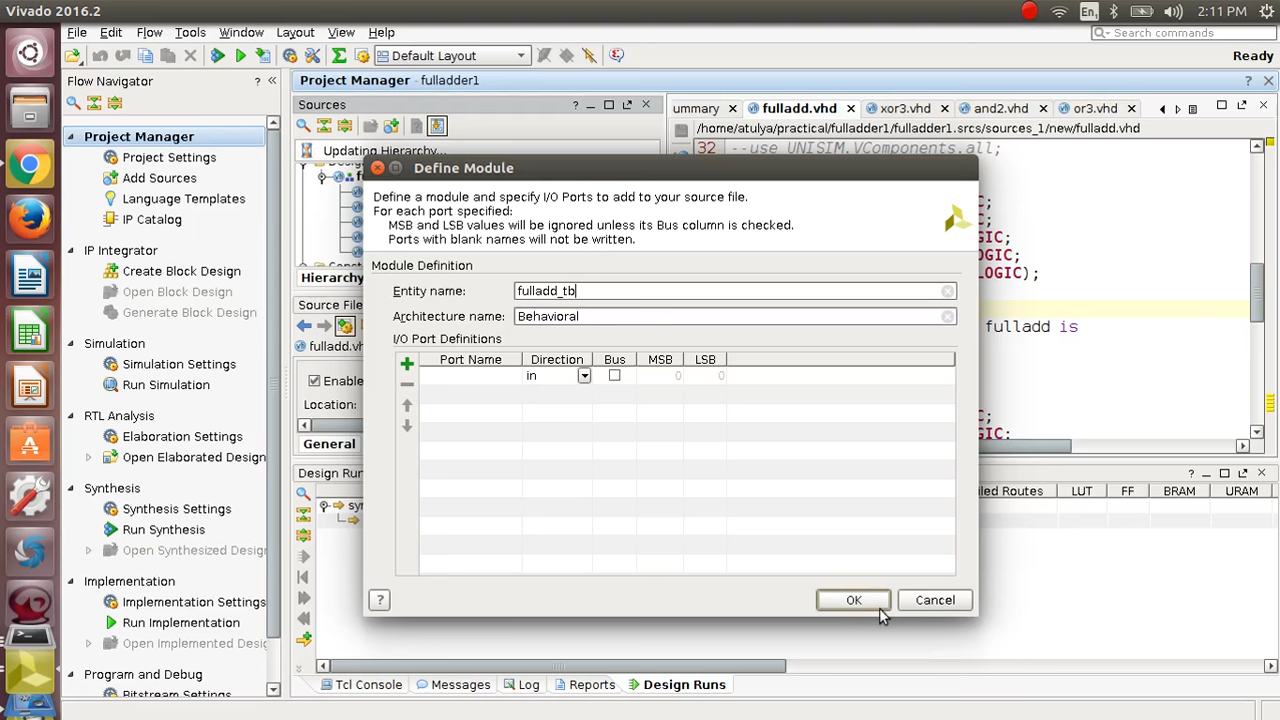 Vivado 2016.2
En
2:11 PM
File Edit Flow Tools Window Layout View Help
Search commands
Default Layout
Ready
Flow Navigator
? «
Project Manager - fulladder1
Project Manager
Project Settings
Add Sources
Language Templates
IP Catalog
IP Integrator
Create Block Design
Open Block Design
Generate Block Design
Simulation
Simulation Settings
Run Simulation
RTL Analysis
Elaboration Settings
Open Elaborated Design
Synthesis
Synthesis Settings
Run Synthesis
Open Synthesized Design
Implementation
Implementation Settings
Run Implementation
Open Implemented Design
Program and Debug
Bitstream Settings
Sources
Updating Hierarchy...
Hierarchy
Source File
fulladd.vh
Enable
Location:
General
ummary fulladd.vhd xor3.vhd and2.vhd or3.vhd
/home/atulya/practical/fulladder1/fulladder1.srcs/sources_1/new/fulladd.vhd
32 --use UNISIM.VComponents.all;
fulladd is
Define Module
Define a module and specify I/O Ports to add to your source file.
For each port specified:
MSB and LSB values will be ignored unless its Bus column is checked.
Ports with blank names will not be written.
Module Definition
Entity name: fulladd_tb
Architecture name: Behavioral
I/O Port Definitions
Port Name Direction Bus MSB LSB
in 0 0
? OK Cancel
Design Run
iled Routes LUT FF BRAM URAM
Tcl Console Messages Log Reports Design Runs